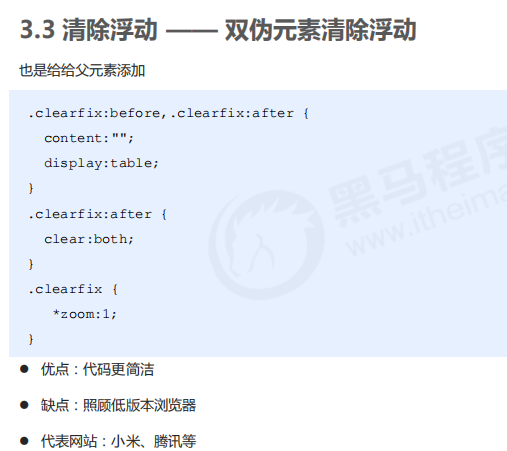 3.3 清除浮动 —— 双伪元素清除浮动
也是给给父元素添加
.clearfix:before,.clearfix:after {
content:"";
display:table;
}
.clearfix:after {
clear:both;
}
.clearfix {
*zoom:1;
}
黑马程序
www.itheima
● 优点：代码更简洁
● 缺点：照顾低版本浏览器
● 代表网站：小米、腾讯等